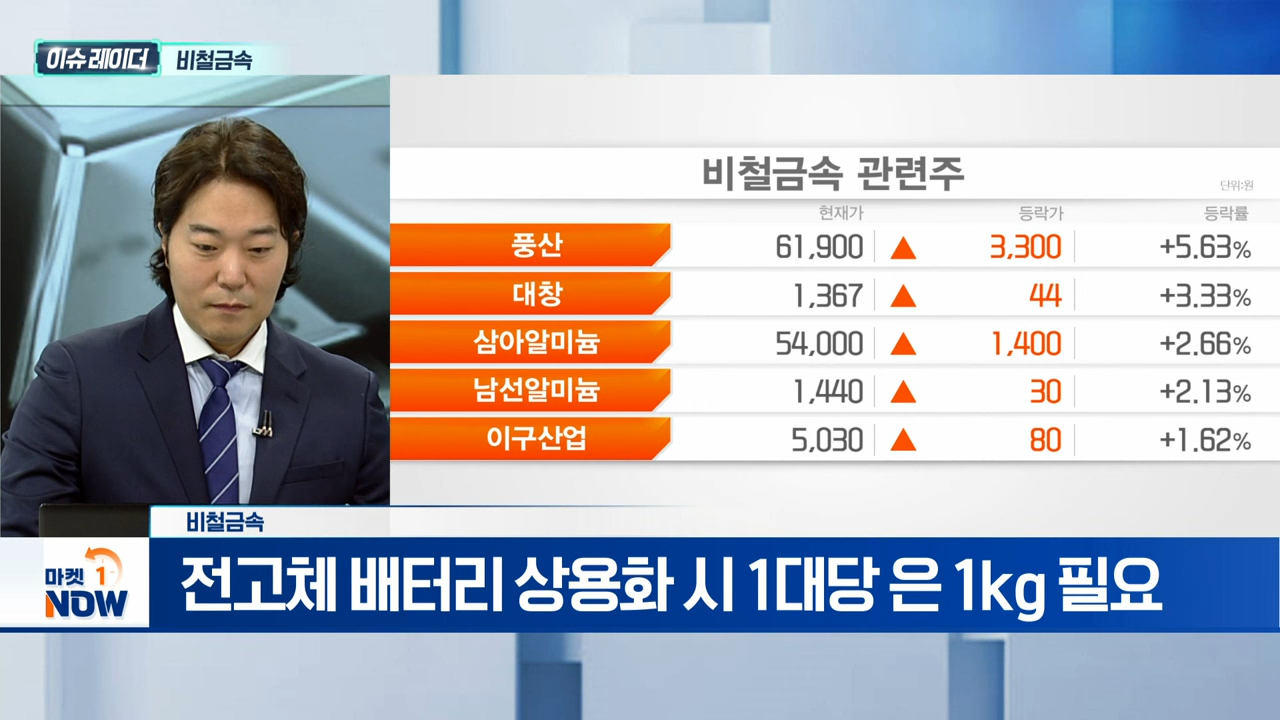 이슈 레이더 비철금속
비철금속 관련주
단위:원
현재가 등락가 등락률
풍산 61,900 ▲ 3,300 +5.63%
대창 1,367 ▲ 44 +3.33%
삼아알미늄 54,000 ▲ 1,400 +2.66%
남선알미늄 1,440 ▲ 30 +2.13%
이구산업 5,030 ▲ 80 +1.62%
비철금속
마켓 1
NOW
전고체 배터리 상용화 시 1대당 은 1kg 필요